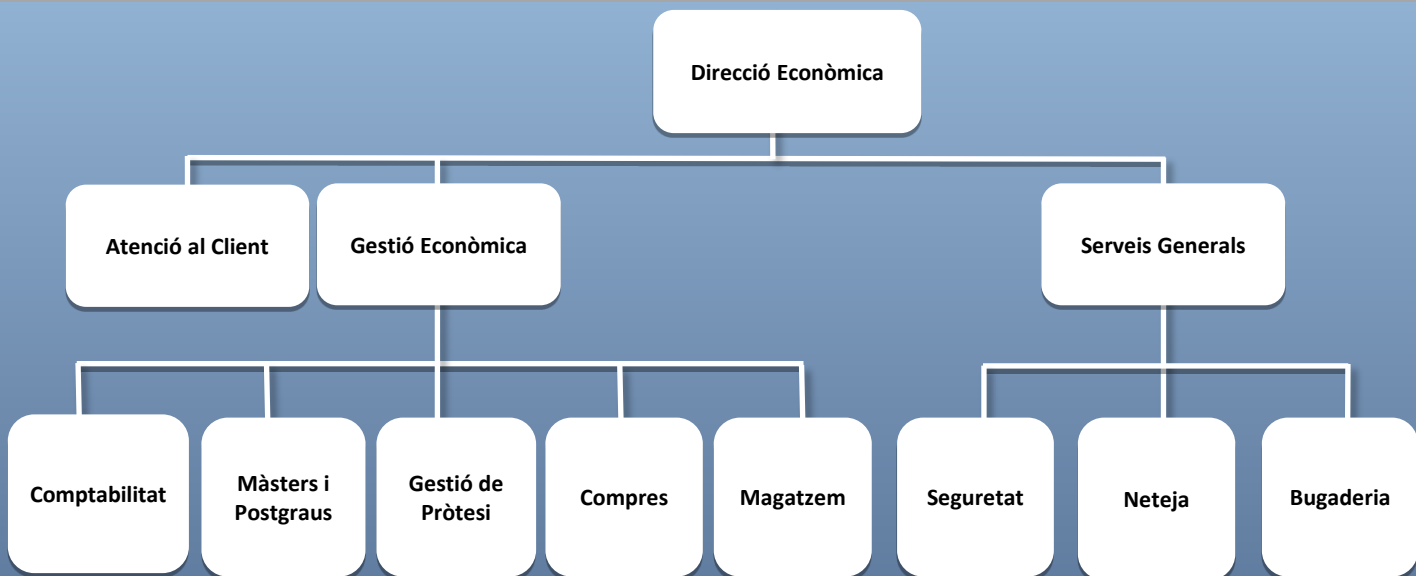 Direcció Econòmica
Atenció al Client
Gestió Econòmica
Serveis Generals
Comptabilitat
Màsters i
Postgraus
Gestió de
Pròtesi
Compres
Magatzem
Seguretat
Neteja
Bugaderia